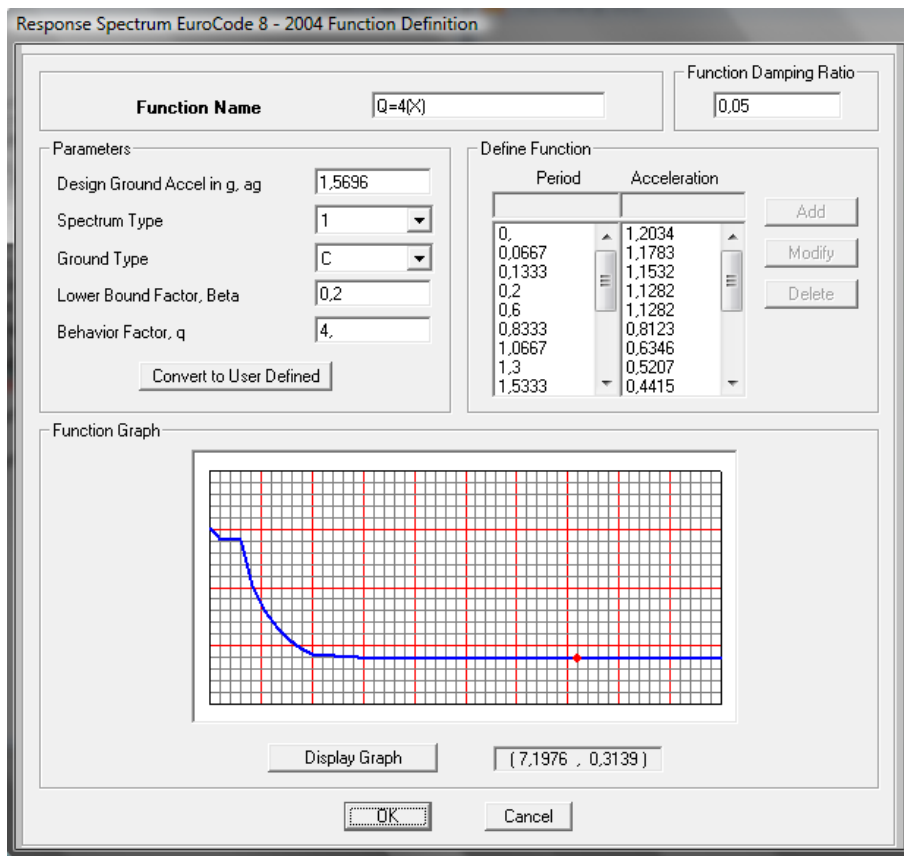 Response Spectrum EuroCode 8 - 2004 Function Definition
Function Damping Ratio
Function Name
Q=4(X)
0,05
Parameters
Define Function
Design Ground Accel in g, ag
1,5696
Spectrum Type
1
Ground Type
C
Lower Bound Factor, Beta
0,2
Behavior Factor, q
4,
Convert to User Defined
Period Acceleration
0, 1,2034
0,0667 1,1783
0,1333 1,1532
0,2 1,1282
0,6 1,1282
0,8333 0,8123
1,0667 0,6346
1,3 0,5207
1,5333 0,4415
Add
Modify
Delete
Function Graph
Display Graph
( 7,1976 , 0,3139 )
OK
Cancel